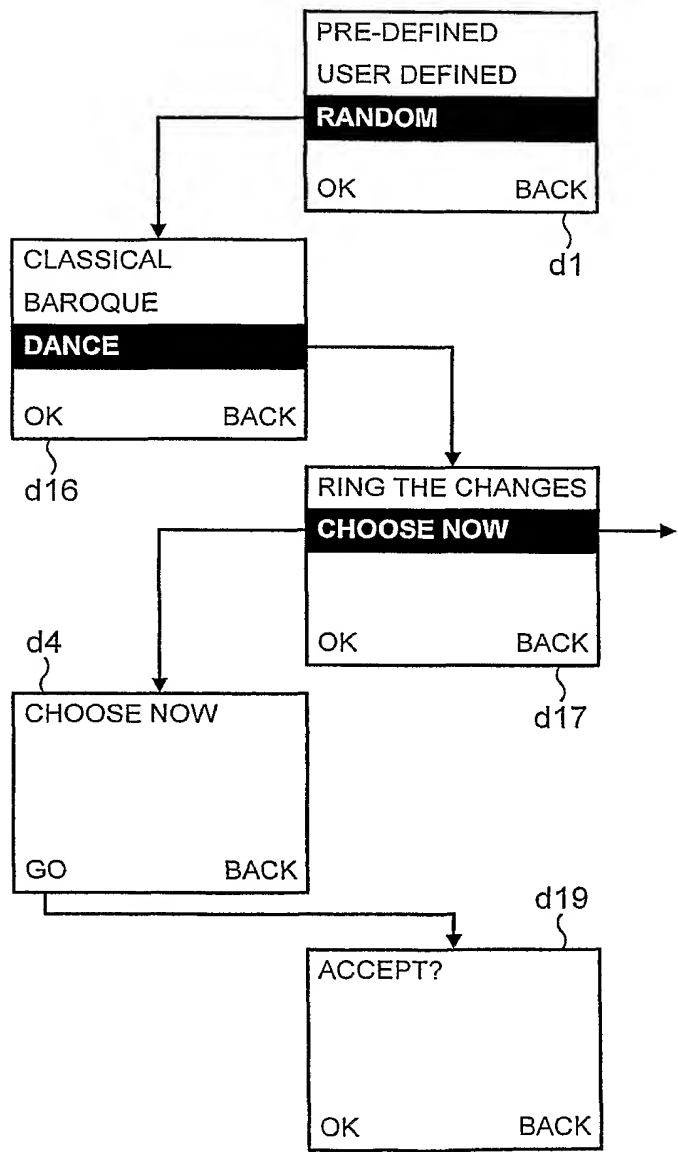 PRE-DEFINED
USER DEFINED
RANDOM
OK BACK
d1
CLASSICAL
BAROQUE
DANCE
OK BACK
d16
RING THE CHANGES
CHOOSE NOW
OK BACK
d17
d4
CHOOSE NOW
GO BACK
d19
ACCEPT?
OK BACK